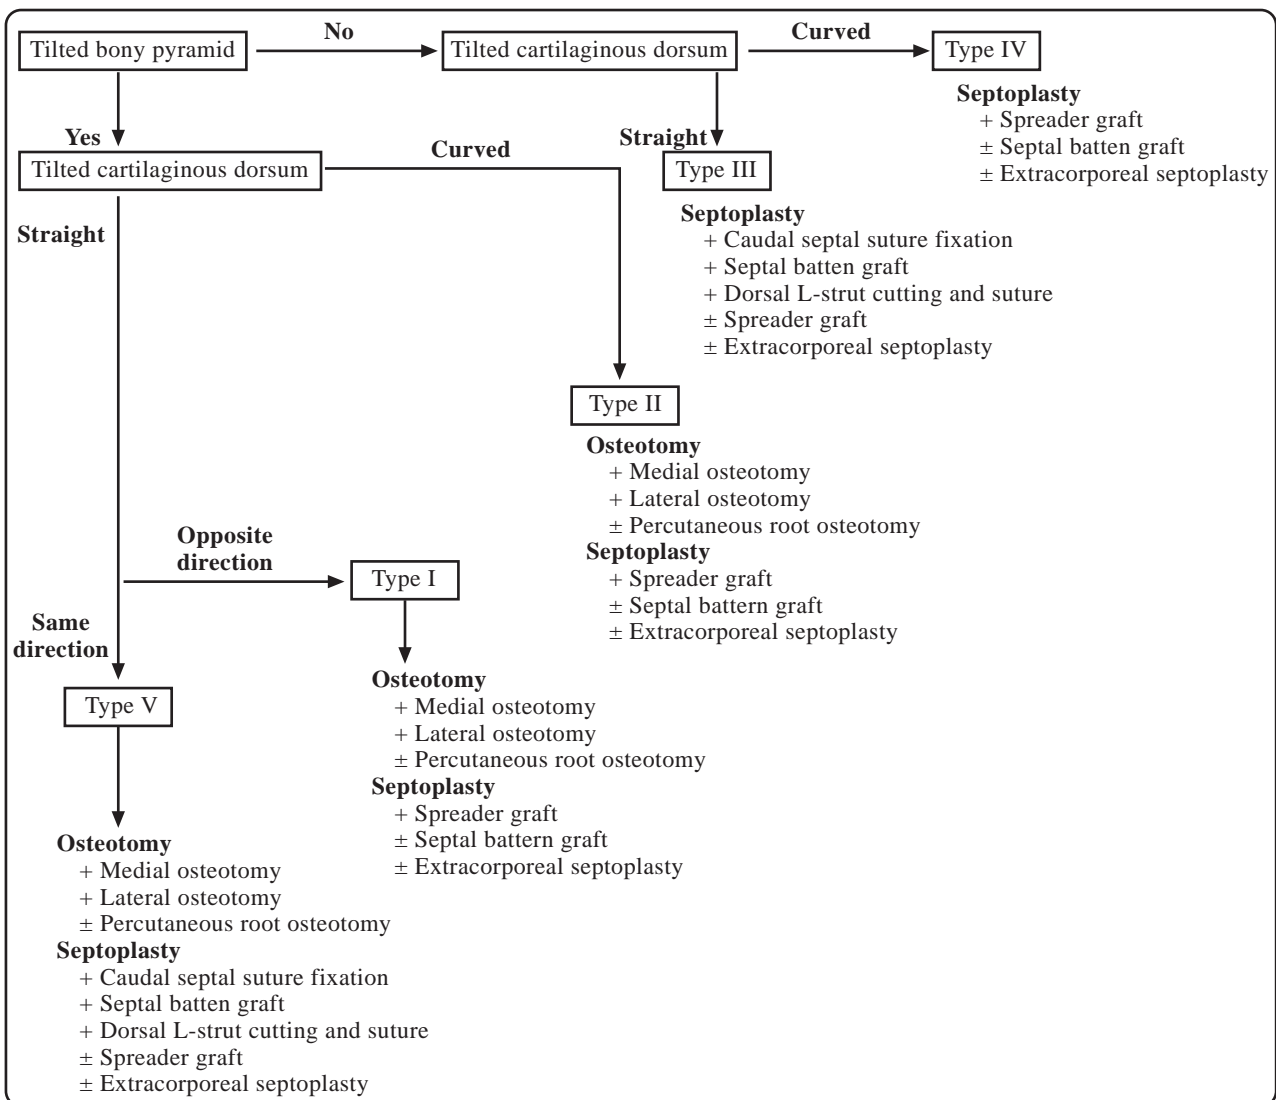 Tilted bony pyramid
No
Tilted cartilaginous dorsum
Curved
Type IV
Septoplasty
+ Spreader graft
± Septal batten graft
± Extracorporeal septoplasty
Yes
Straight
Tilted cartilaginous dorsum
Curved
Type III
Septoplasty
+ Caudal septal suture fixation
+ Septal batten graft
+ Dorsal L-strut cutting and suture
± Spreader graft
± Extracorporeal septoplasty
Straight
Type II
Osteotomy
+ Medial osteotomy
+ Lateral osteotomy
± Percutaneous root osteotomy
Septoplasty
+ Spreader graft
± Septal battern graft
± Extracorporeal septoplasty
Opposite
direction
Type I
Osteotomy
+ Medial osteotomy
+ Lateral osteotomy
± Percutaneous root osteotomy
Septoplasty
+ Spreader graft
± Septal battern graft
± Extracorporeal septoplasty
Same
direction
Type V
Osteotomy
+ Medial osteotomy
+ Lateral osteotomy
± Percutaneous root osteotomy
Septoplasty
+ Caudal septal suture fixation
+ Septal batten graft
+ Dorsal L-strut cutting and suture
± Spreader graft
± Extracorporeal septoplasty